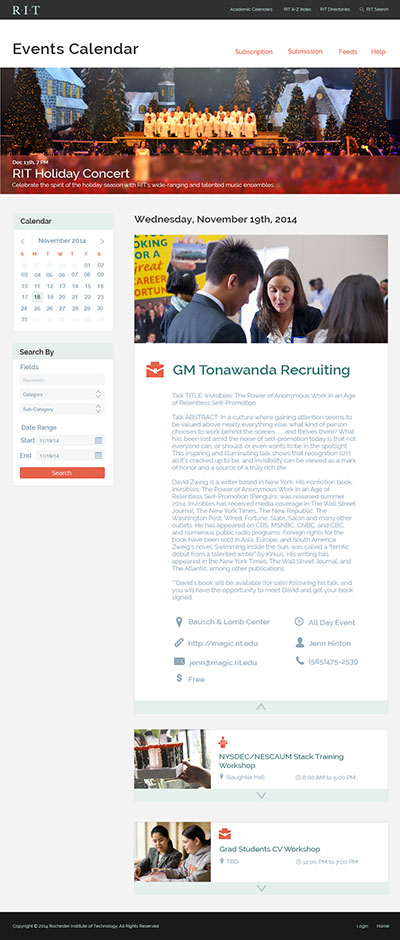 R·I·T
Academic Calendars RIT A-Z Index RIT Directories RIT Search
Events Calendar
Subscription Submission Feeds Help
Dec 13th, 7 PM
RIT Holiday Concert
Celebrate the spirit of the holiday season with RIT's wide-ranging and talented music ensembles.
Calendar
November 2014
S M T W T F S
01 02
03 04 05 06 07 08 09
10 11 12 13 14 15 16
17 18 19 20 21 22 23
24 25 26 27 28 29 30
31
Search By
Fields
Keywords
Category
Sub-Category
Date Range
Start 11/19/14
End 11/19/14
Search
Wednesday, November 19th, 2014
KING
FOR A
Great
CAREER
OPPORTUN
GM Tonawanda Recruiting
Talk TITLE: Invisibles: The Power of Anonymous Work in an Age
of Relentless Self-Promotion
Talk ABSTRACT: In a culture where gaining attention seems to
be valued above nearly everything else, what kind of person
chooses to work behind the scenes . . . and thrives there? What
has been lost amid the noise of self-promotion today is that not
everyone can, or should, or even wants to be in the spotlight.
This inspiring and illuminating talk shows that recognition isn't
all it's cracked up to be, and invisibility can be viewed as a mark
of honor and a source of a truly rich life.
David Zweig is a writer based in New York. His nonfiction book,
Invisibles: The Power of Anonymous Work in an Age of
Relentless Self-Promotion (Penguin), was released summer
2014. Invisibles has received media coverage in The Wall Street
Journal, The New York Times, The New Republic, The
Washington Post, Wired, Fortune, Slate, Salon and many other
outlets. He has appeared on CBS, MSNBC, CNBC, and CBC,
and numerous public radio programs. Foreign rights for the
book have been sold in Asia, Europe, and South America.
Zweig's novel, Swimming Inside the Sun, was called a "terrific
debut from a talented writer" by Kirkus. His writing has
appeared in the New York Times, The Wall Street Journal, and
The Atlantic, among other publications.
**David's book will be available (for sale) following his talk, and
you will have the opportunity to meet David and get your book
signed.
Bausch & Lomb Center All Day Event
http://magic.rit.edu Jenn Hinton
jenn@magic.rit.edu (585)475-2539
$ Free
NYSDEC/NESCAUM Stack Training
Workshop
Slaughter Hall 8:00 AM to 5:00 PM
Grad Students CV Workshop
TBD 12:00 PM to 7:00 PM
Copyright © 2014 Rochester Institute of Technology. All Rights Reserved Login Home